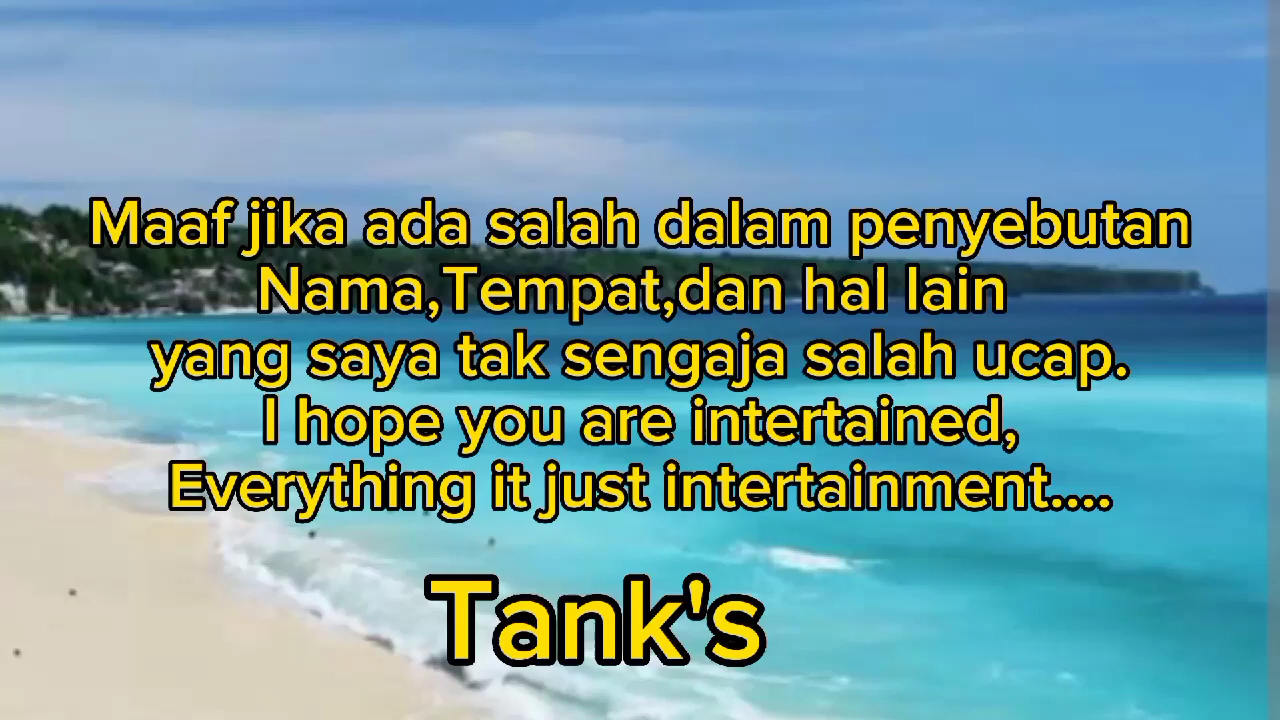 Maaf jika ada salah dalam penyebutan
Nama,Tempat,dan hal lain
yang saya tak sengaja salah ucap.
I hope you are intertained,
Everything it just intertainment....
Tank's